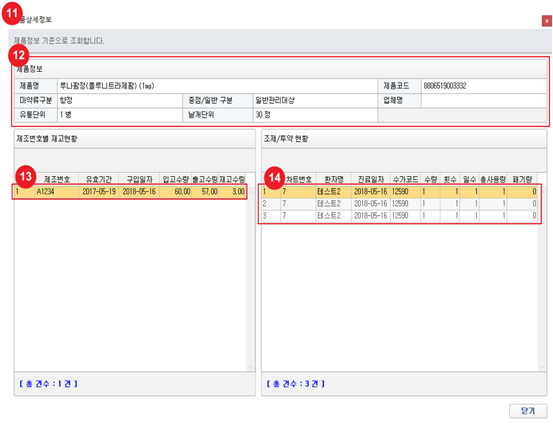 11
품상세정보
제품정보 기준으로 조회합니다.
12
제품정보
제품명 루나팜정(플루니트라제팜) (1mg) 제품코드 8806519003332
마약류구분 향정 중점/일반 구분 일반관리대상 업체명
유통단위 1 병 낱개단위 30 정
제조번호별 재고현황
13
제조번호 유효기간 구입일자 입고수량 출고수량 재고수량
1 A1234 2017-05-19 2018-05-16 60,00 57,00 3,00
[ 총 건수 : 1 건 ]
조제/투약 현황
14
차트번호 환자명 진료일자 수가코드 수량 횟수 일수 총사용량 폐기량
1 7 테스트2 2018-05-16 12590 1 1 1 1 0
2 7 테스트2 2018-05-16 12590 1 1 1 1 0
3 7 테스트2 2018-05-16 12590 1 1 1 1 0
[ 총 건수 : 3 건 ]
닫기